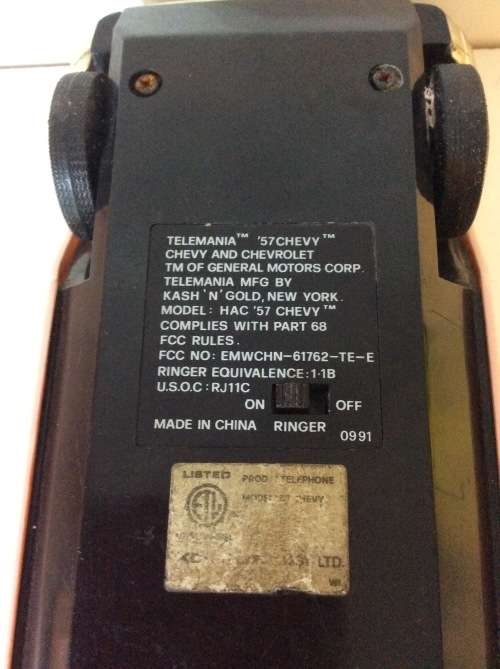 TELEMANIA™ '57CHEVY™
CHEVY AND CHEVROLET
TM OF GENERAL MOTORS CORP.
TELEMANIA MFG BY
KASH 'N' GOLD, NEW YORK.
MODEL: HAC '57 CHEVY™
COMPLIES WITH PART 68
FCC RULES.
FCC NO: EMWCHN-61762-TE-E
RINGER EQUIVALENCE:1·1B
U.S.O.C:RJ11C
ON OFF
MADE IN CHINA RINGER 0991
LISTED PROD TELEPHONE
CHEVY
LTD.